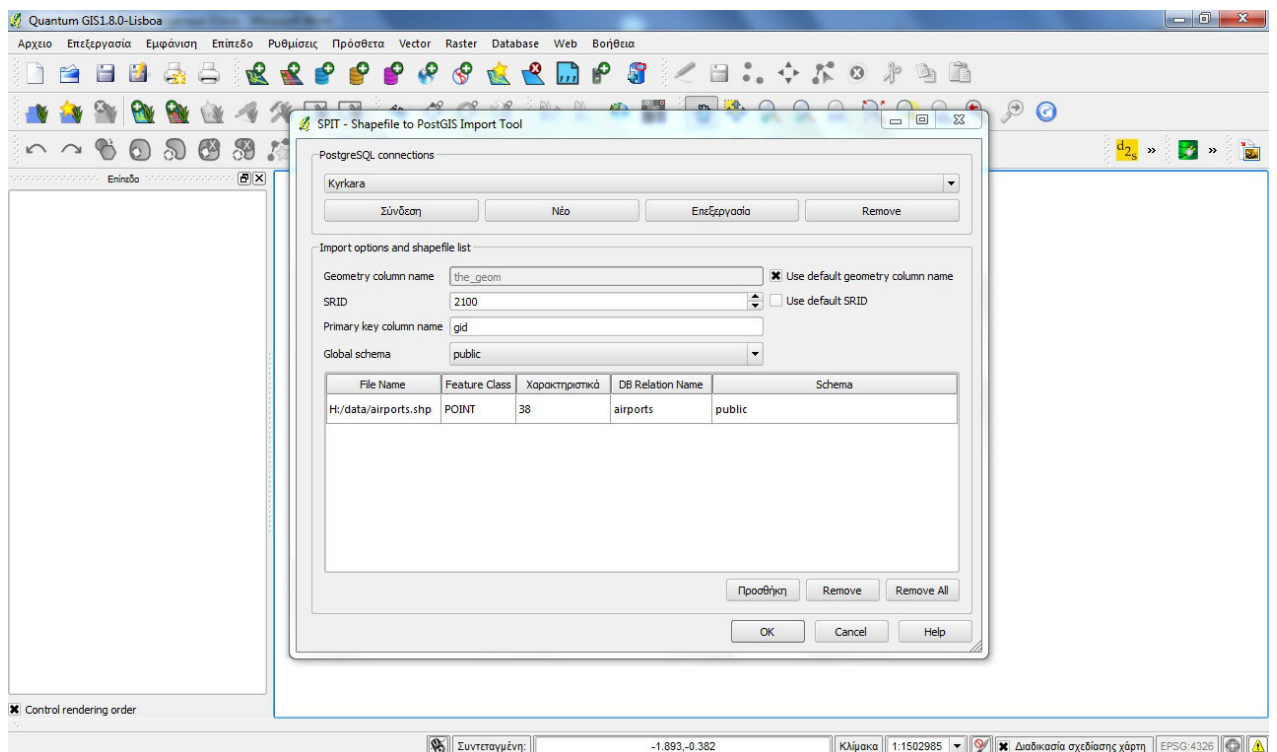 Quantum GIS1.8.0-Lisboa
Αρχειο Επεξεργασία Εμφάνιση Επίπεδο Ρυθμίσεις Πρόσθετα Vector Raster Database Web Βοήθεια
SPIT - Shapefile to PostGIS Import Tool
d2s » »
Επίπεδα
PostgreSQL connections
Kyrkara
Σύνδεση Νέο Επεξεργασία Remove
Import options and shapefile list
Geometry column name the_geom Use default geometry column name
SRID 2100 Use default SRID
Primary key column name gid
Global schema public
File Name Feature Class Χαρακτηριστικά DB Relation Name Schema
H:/data/airports.shp POINT 38 airports public
Προσθήκη Remove Remove All
OK Cancel Help
Control rendering order
Συντεταγμένη: -1.893,-0.382 Κλίμακα 1:1502985 Διαδικασία σχεδίασης χάρτη EPSG:4326